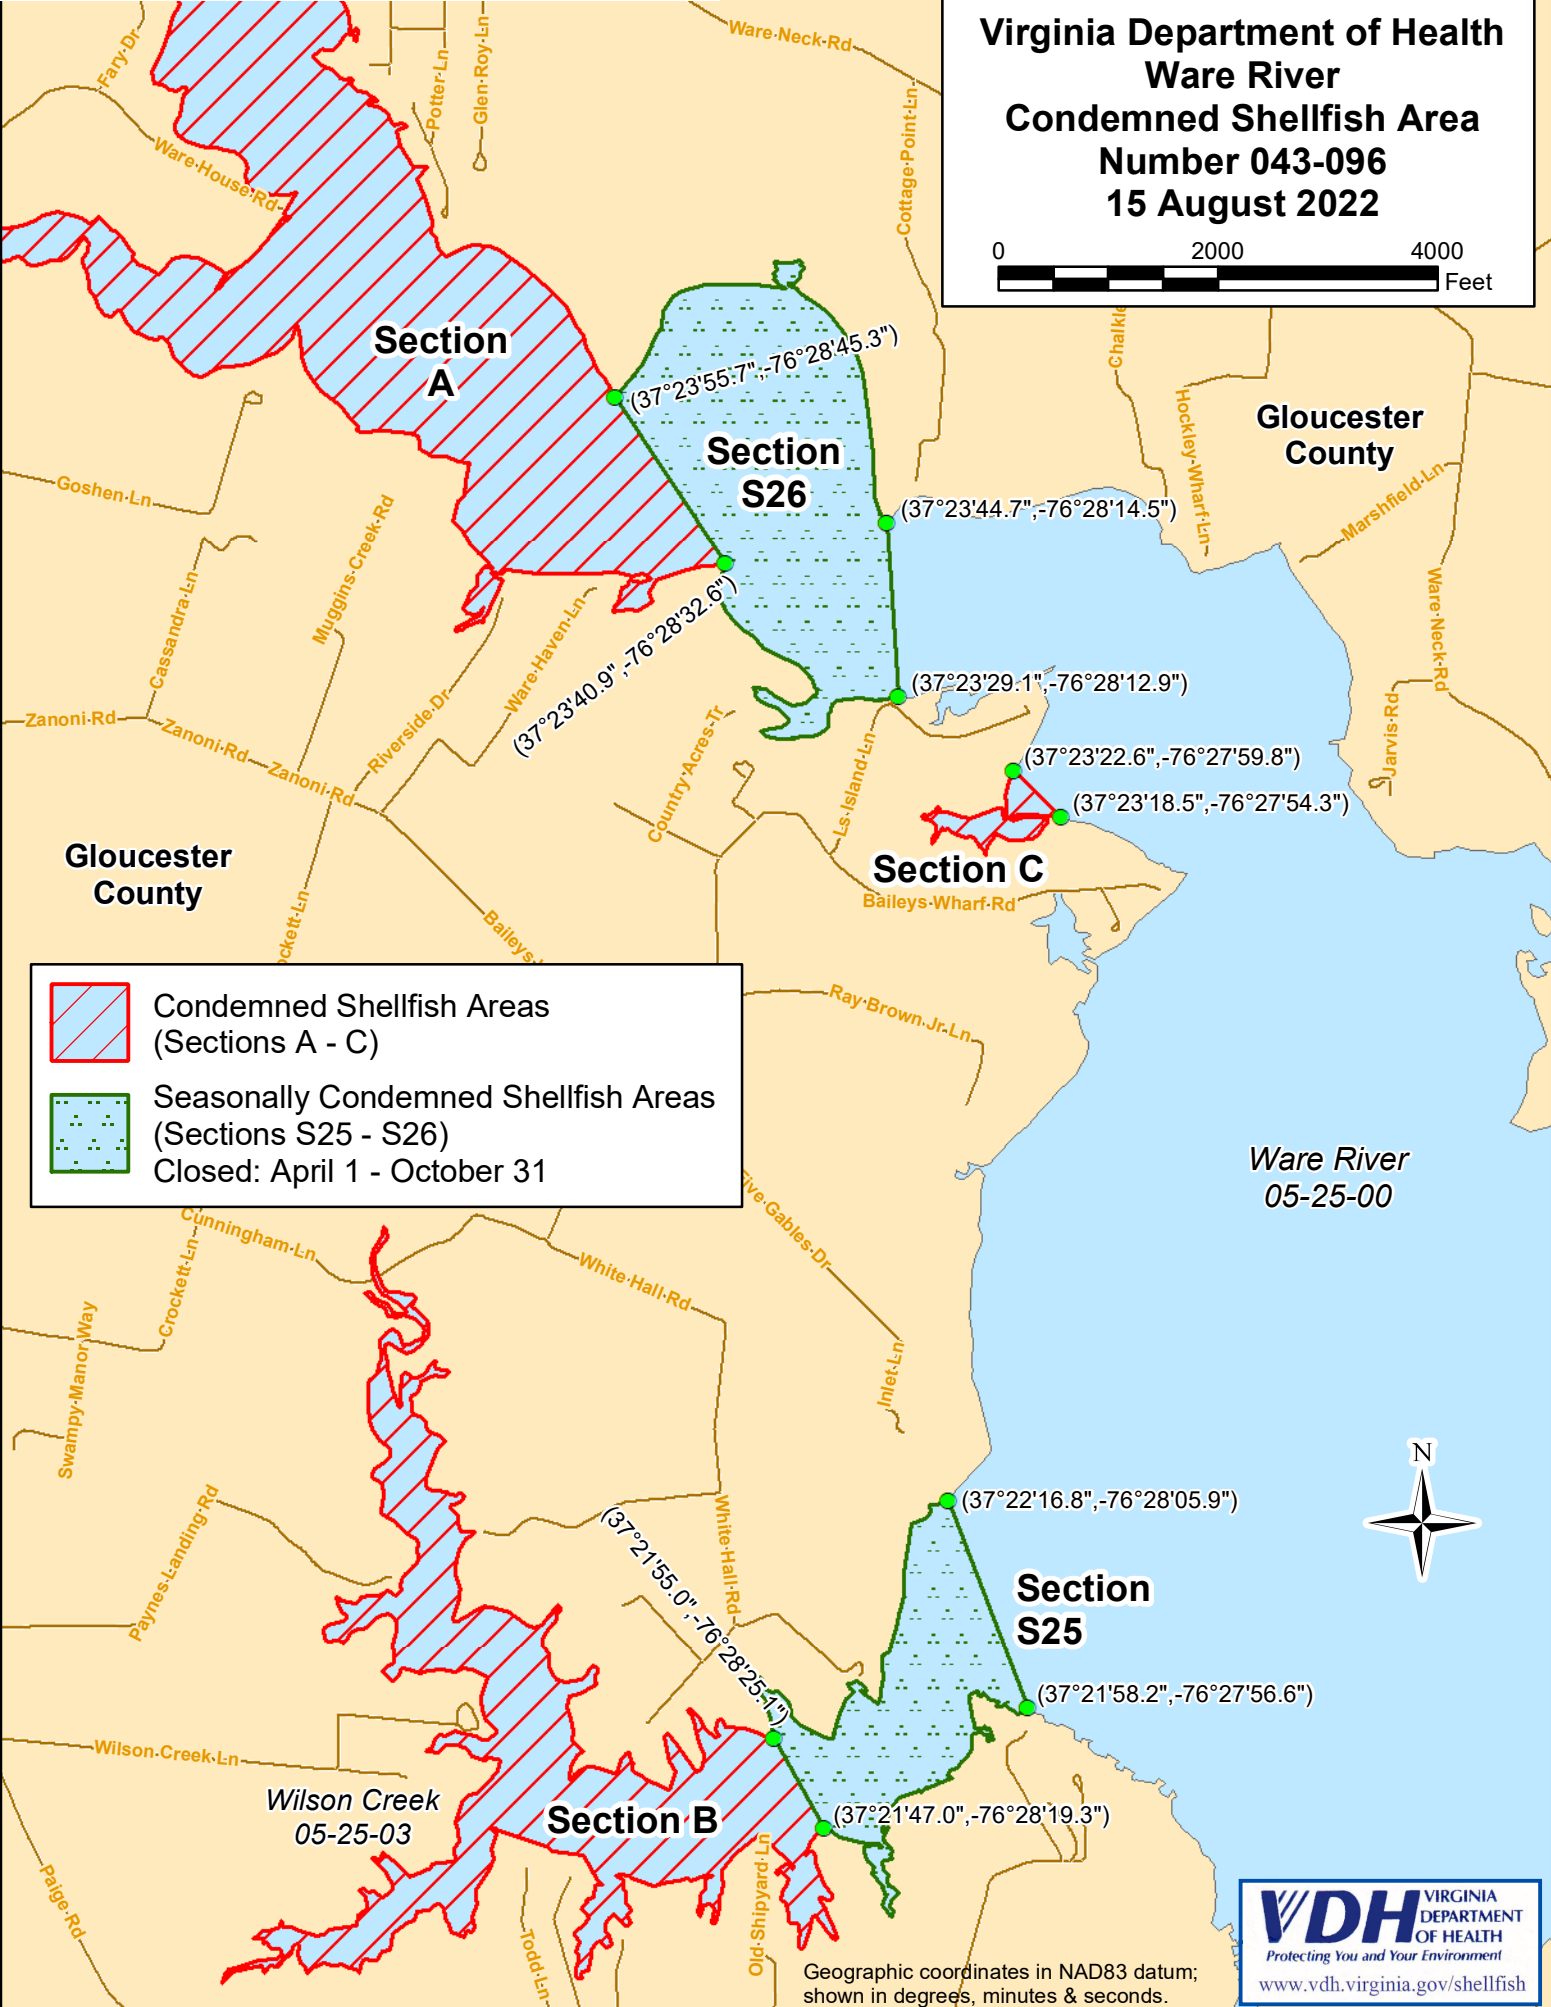 Virginia Department of Health
Ware River
Condemned Shellfish Area
Number 043-096
15 August 2022
0 2000 4000
Feet
Fary Dr
Potter Ln
Glen Roy Ln
Ware Neck Rd
Cottage Point Ln
Ware House Rd
Section
A
(37°23'55.7",-76°28'45.3")
Section
S26
(37°23'44.7",-76°28'14.5")
Chalkle
Hockley Wharf Ln
Gloucester
County
Marshfield Ln
Goshen Ln
Muggins Creek Rd
Cassandra Ln
Ware Haven Ln
(37°23'40.9",-76°28'32.6")
Ware Neck Rd
(37°23'29.1",-76°28'12.9")
Zanoni Rd
Zanoni Rd
Zanoni Rd
Riverside Dr
Country Acres Tr
Ls Island Ln
Jarvis Rd
(37°23'22.6",-76°27'59.8")
(37°23'18.5",-76°27'54.3")
Section C
Baileys Wharf Rd
Gloucester
County
ockett Ln
Baileys
Condemned Shellfish Areas
(Sections A - C)
Seasonally Condemned Shellfish Areas
(Sections S25 - S26)
Closed: April 1 - October 31
Ray Brown Jr Ln
Ware River
05-25-00
Five Gables Dr
Cunningham Ln
Crockett Ln
White Hall Rd
Swampy Manor Way
Inlet Ln
N
Paynes Landing Rd
(37°21'55.0",-76°28'25.1")
White Hall Rd
(37°22'16.8",-76°28'05.9")
Section
S25
(37°21'58.2",-76°27'56.6")
Wilson Creek Ln
Wilson Creek
05-25-03
Section B
(37°21'47.0",-76°28'19.3")
Paige Rd
Todd Ln
Old Shipyard Ln
Geographic coordinates in NAD83 datum;
shown in degrees, minutes & seconds.
VDH VIRGINIA
DEPARTMENT
OF HEALTH
Protecting You and Your Environment
www.vdh.virginia.gov/shellfish